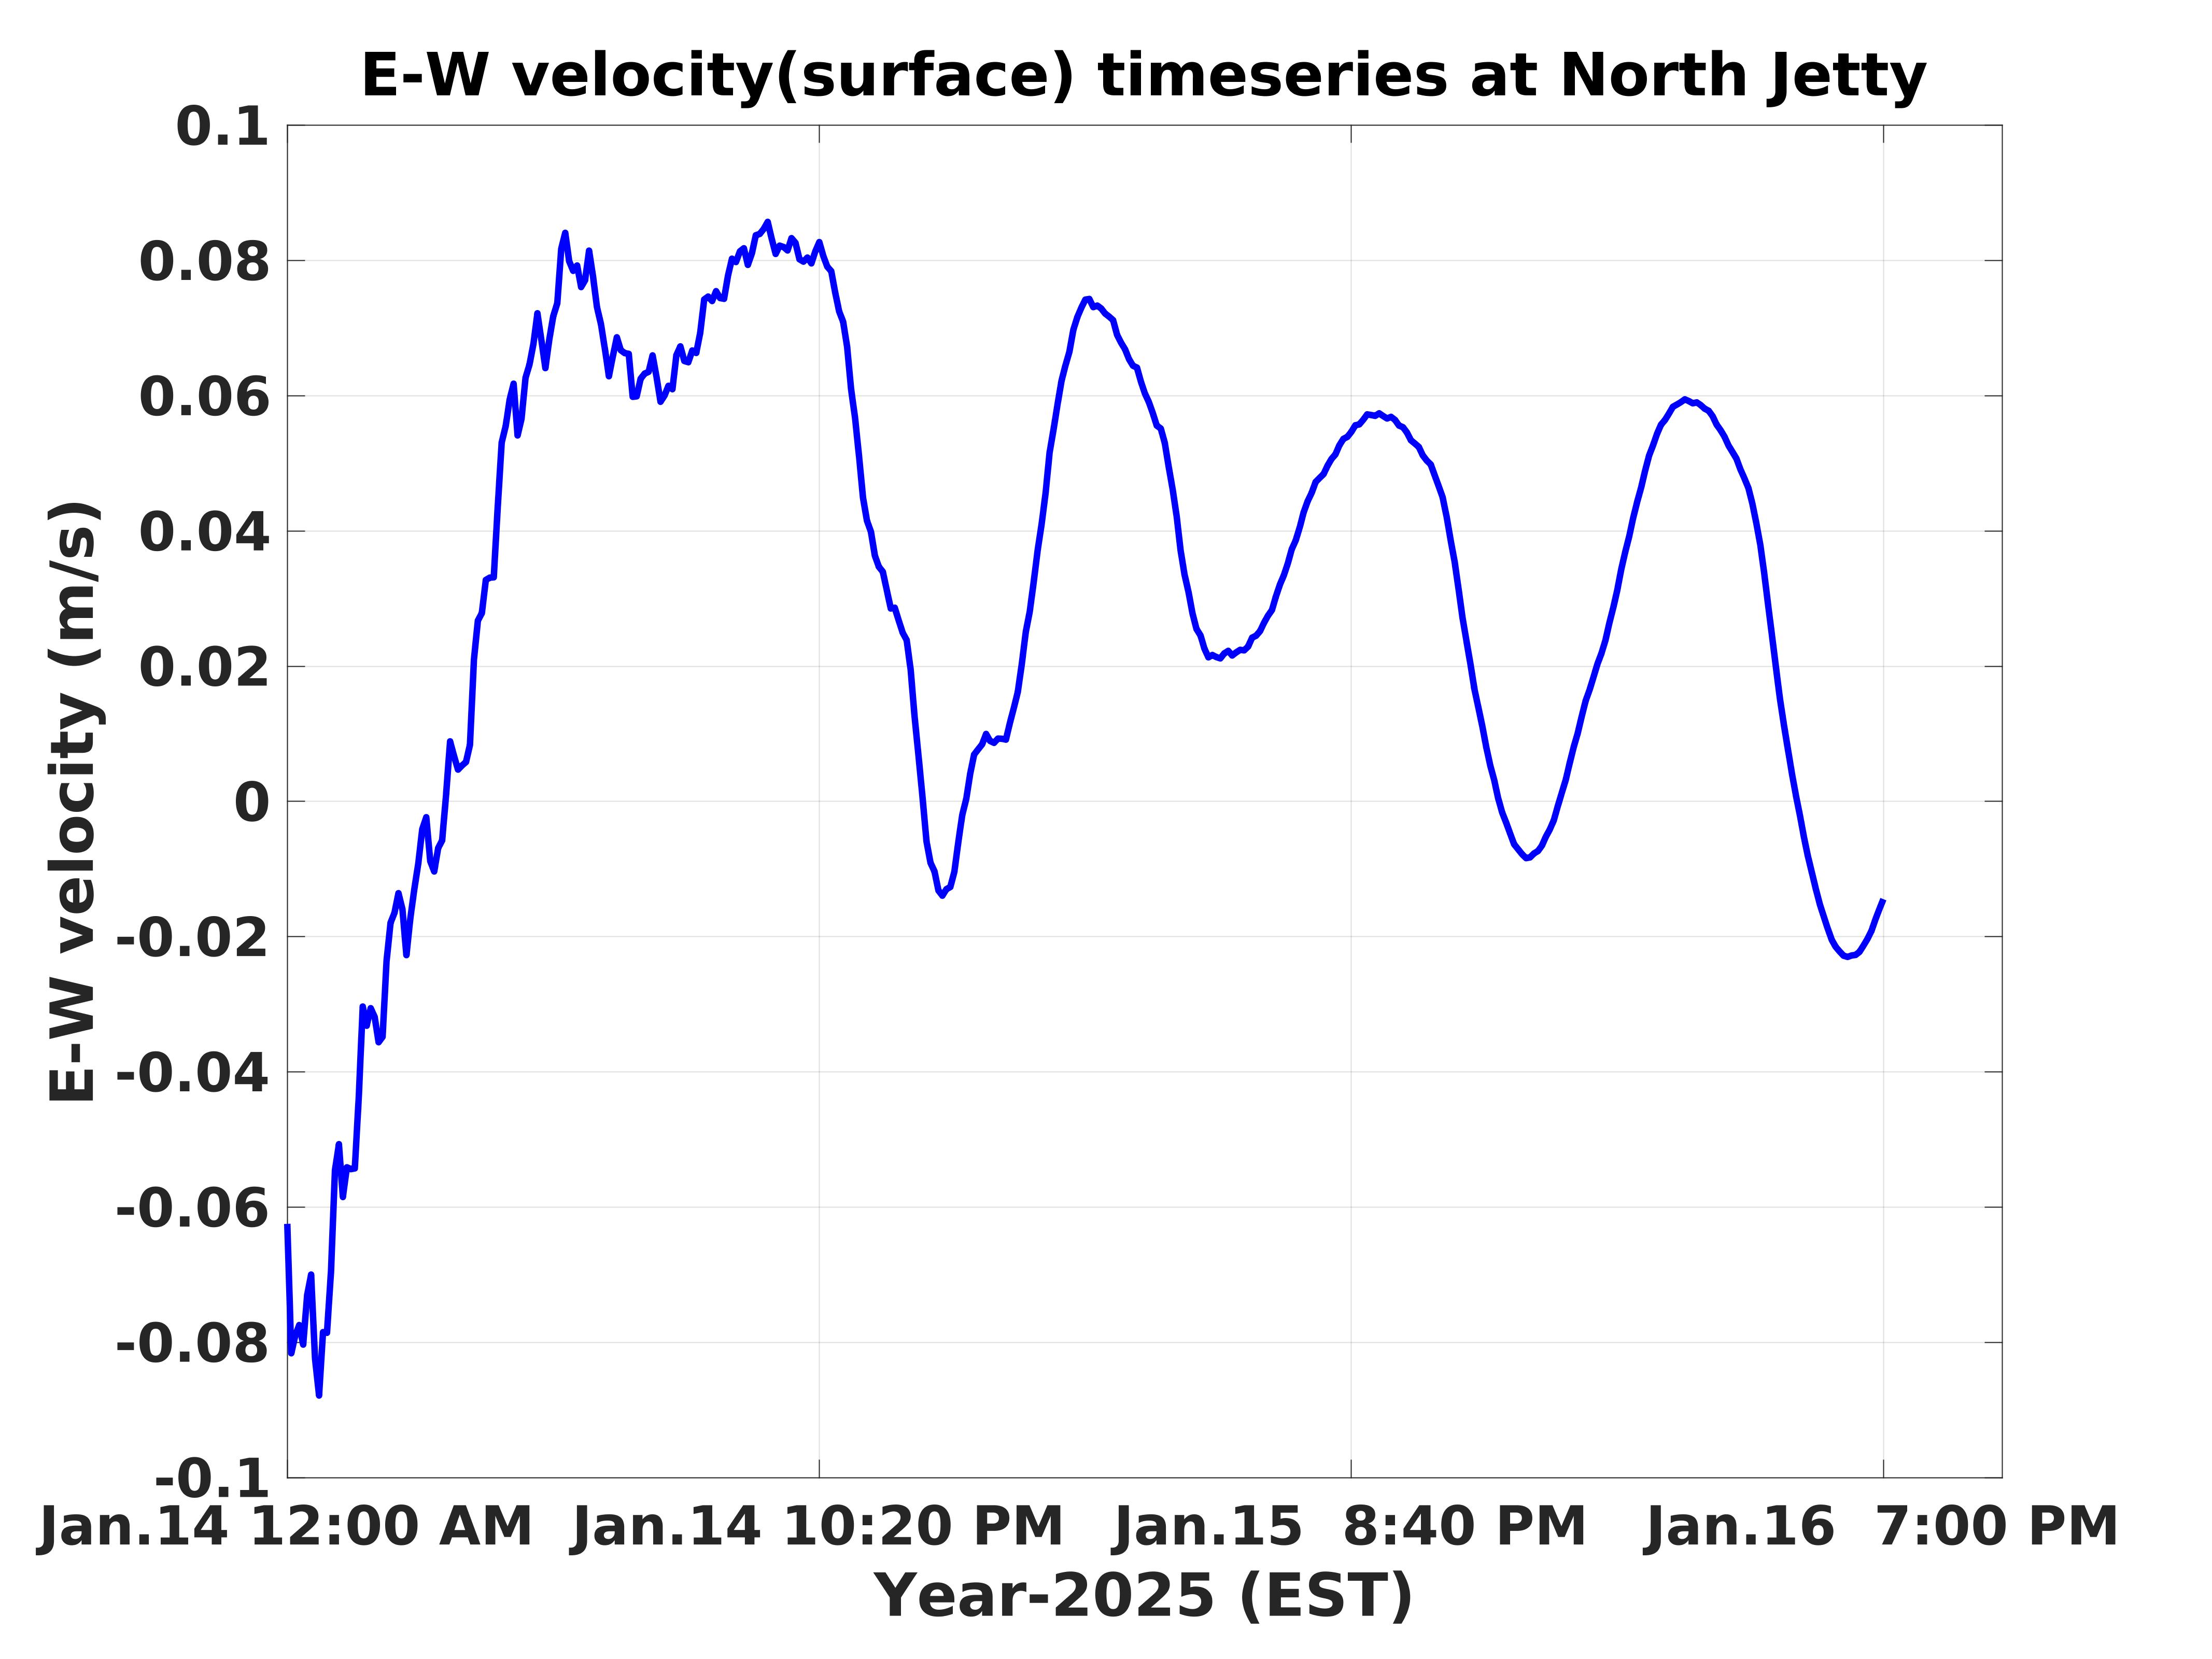 E-W velocity(surface) timeseries at North Jetty
0.1
0.08
0.06
0.04
0.02
0
-0.02
-0.04
-0.06
-0.08
-0.1
E-W velocity (m/s)
Jan.14 12:00 AM Jan.14 10:20 PM Jan.15 8:40 PM Jan.16 7:00 PM
Year-2025 (EST)